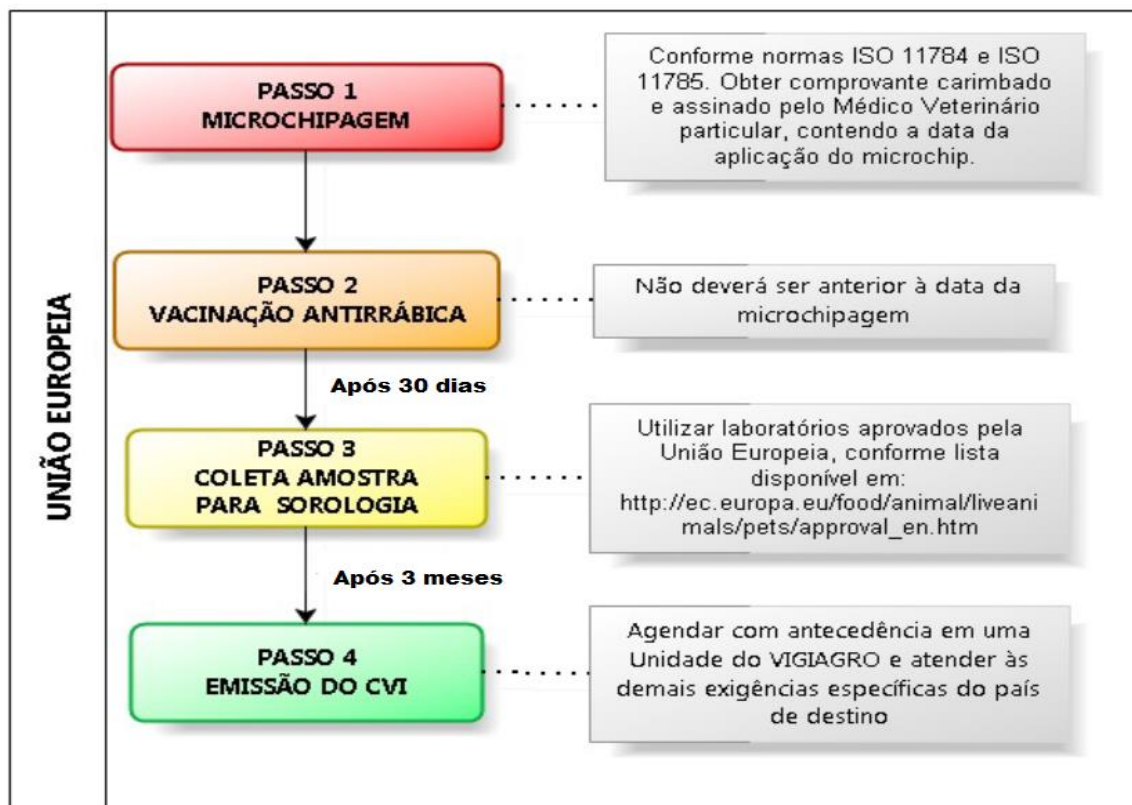 UNIÃO EUROPEIA
PASSO 1
MICROCHIPAGEM
Conforme normas ISO 11784 e ISO
11785. Obter comprovante carimbado
e assinado pelo Médico Veterinário
particular, contendo a data da
aplicação do microchip.
PASSO 2
VACINAÇÃO ANTIRRÁBICA
Não deverá ser anterior à data da
microchipagem
Após 30 dias
PASSO 3
COLETA AMOSTRA
PARA SOROLOGIA
Utilizar laboratórios aprovados pela
União Europeia, conforme lista
disponível em:
http://ec.europa.eu/food/animal/liveani
mals/pets/approval_en.htm
Após 3 meses
PASSO 4
EMISSÃO DO CVI
Agendar com antecedência em uma
Unidade do VIGIAGRO e atender às
demais exigências específicas do país
de destino